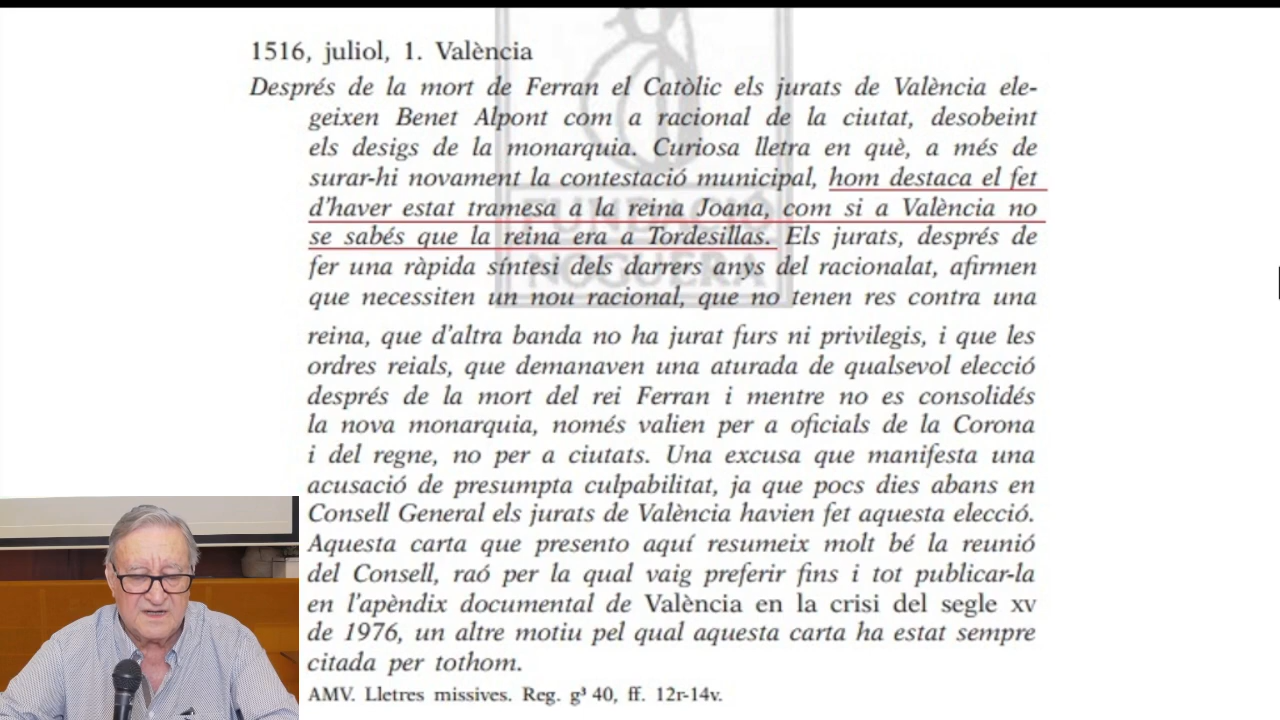 1516, juliol, 1. València
Després de la mort de Ferran el Catòlic els jurats de València ele-
geixen Benet Alpont com a racional de la ciutat, desobeint
els desigs de la monarquia. Curiosa lletra en què, a més de
surar-hi novament la contestació municipal, hom destaca el fet
d'haver estat tramesa a la reina Joana, com si a València no
se sabés que la reina era a Tordesillas. Els jurats, després de
fer una ràpida síntesi dels darrers anys del racionalat, afirmen
que necessiten un nou racional, que no tenen res contra una
reina, que d'altra banda no ha jurat furs ni privilegis, i que les
ordres reials, que demanaven una aturada de qualsevol elecció
després de la mort del rei Ferran i mentre no es consolidés
la nova monarquia, només valien per a oficials de la Corona
i del regne, no per a ciutats. Una excusa que manifesta una
acusació de presumpta culpabilitat, ja que pocs dies abans en
Consell General els jurats de València havien fet aquesta elecció.
Aquesta carta que presento aquí resumeix molt bé la reunió
del Consell, raó per la qual vaig preferir fins i tot publicar-la
en l'apèndix documental de València en la crisi del segle XV
de 1976, un altre motiu pel qual aquesta carta ha estat sempre
citada per tothom.
AMV. Lletres missives. Reg. g³ 40, ff. 12r-14v.
FUNDACIÓ
NOGUERA